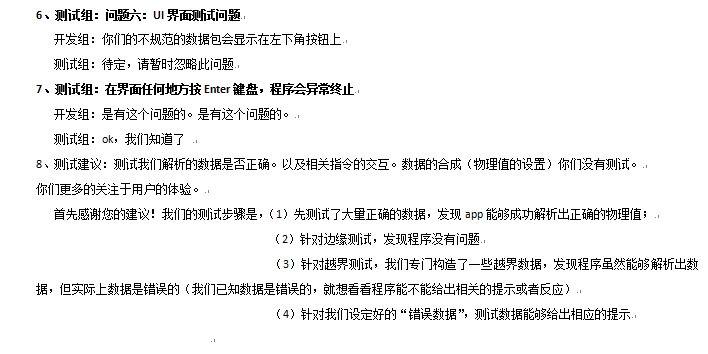 6、测试组：问题六：UI 界面测试问题
开发组：你们的不规范的数据包会显示在左下角按钮上
测试组：待定，请暂时忽略此问题
7、测试组：在界面任何地方按 Enter 键盘，程序会异常终止
开发组：是有这个问题的。是有这个问题的。
测试组：ok，我们知道了
8、测试建议：测试我们解析的数据是否正确。以及相关指令的交互。数据的合成（物理值的设置）你们没有测试。
你们更多的关注于用户的体验。
首先感谢您的建议！我们的测试步骤是，（1）先测试了大量正确的数据，发现 app 能够成功解析出正确的物理值；
（2）针对边缘测试，发现程序没有问题
（3）针对越界测试，我们专门构造了一些越界数据，发现程序虽然能够解析出数
据，但实际上数据是错误的（我们已知数据是错误的，就想看看程序能不能给出相关的提示或者反应）
（4）针对我们设定好的“错误数据”，测试数据能够给出相应的提示